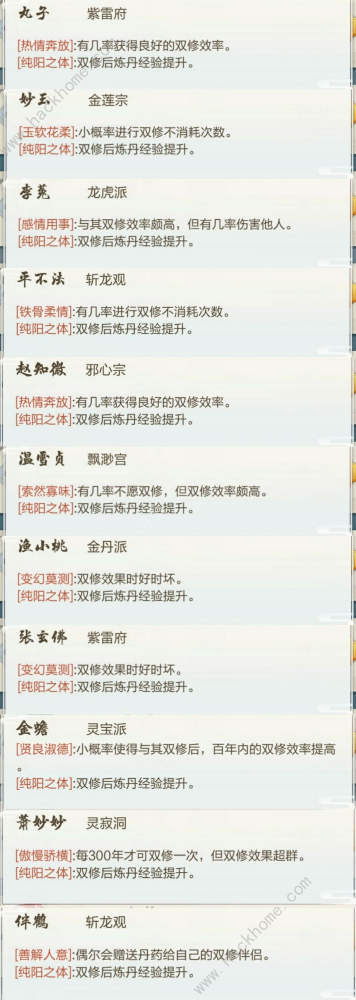 丸子 紫雷府
[热情奔放]:有几率获得良好的双修效率。
[纯阳之体]:双修后炼丹经验提升。
www.hackhome.com
妙玉 金莲宗
[玉软花柔]:小概率进行双修不消耗次数。
[纯阳之体]:双修后炼丹经验提升。
李菀 龙虎派
[感情用事]:与其双修效率颇高，但有几率伤害他人。
[纯阳之体]:双修后炼丹经验提升。
平不法 斩龙观
[铁骨柔情]:有几率进行双修不消耗次数。
[纯阳之体]:双修后炼丹经验提升。
赵知微 邪心宗
[热情奔放]:有几率获得良好的双修效率。
[纯阳之体]:双修后炼丹经验提升。
温雪贞 飘渺宫
[索然寡味]:有几率不愿双修，但双修效率颇高。
[纯阳之体]:双修后炼丹经验提升。
渔小桃 金丹派
[变幻莫测]:双修效果时好时坏。
[纯阳之体]:双修后炼丹经验提升。
张玄佛 紫雷府
[变幻莫测]:双修效果时好时坏。
[纯阳之体]:双修后炼丹经验提升。
金蟾 灵宝派
[贤良淑德]:小概率使得与其双修后，百年内的双修效率提高
。
[纯阳之体]:双修后炼丹经验提升。
萧妙妙 灵寂洞
[傲慢骄横]:每300年才可双修一次，但双修效果超群。
[纯阳之体]:双修后炼丹经验提升。
伴鹤 斩龙观
[善解人意]:偶尔会赠送丹药给自己的双修伴侣。
[纯阳之体]:双修后炼丹经验提升。
www.hackhome.com